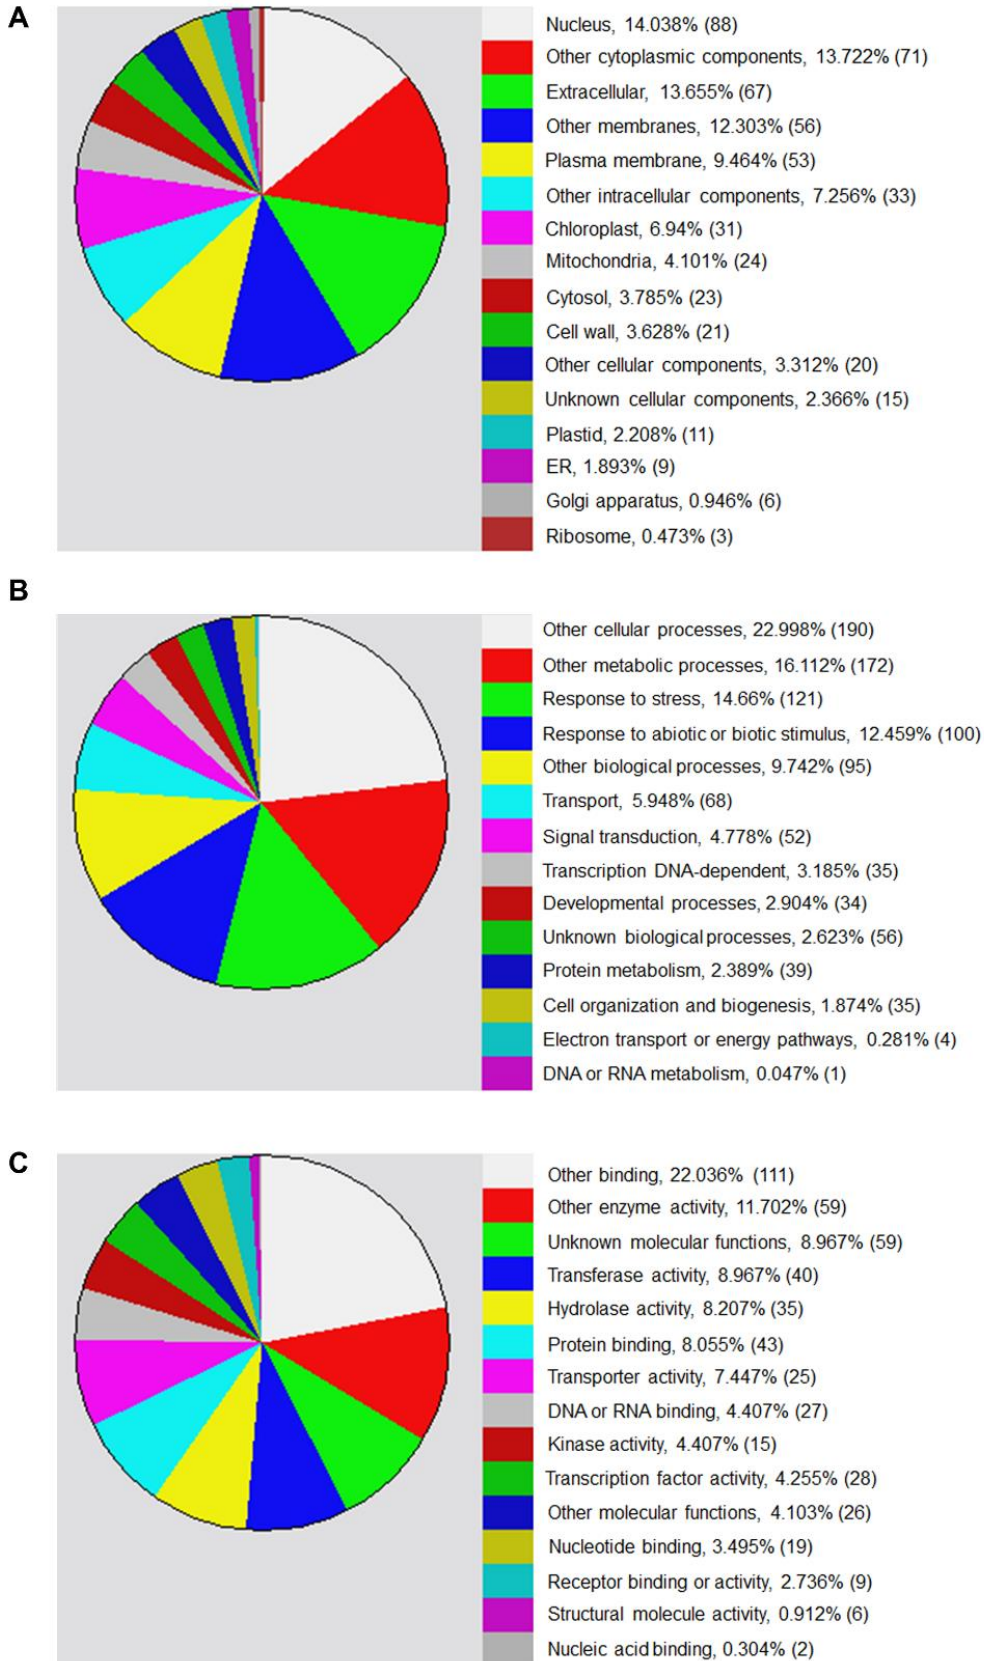 A
Nucleus, 14.038% (88)
Other cytoplasmic components, 13.722% (71)
Extracellular, 13.655% (67)
Other membranes, 12.303% (56)
Plasma membrane, 9.464% (53)
Other intracellular components, 7.256% (33)
Chloroplast, 6.94% (31)
Mitochondria, 4.101% (24)
Cytosol, 3.785% (23)
Cell wall, 3.628% (21)
Other cellular components, 3.312% (20)
Unknown cellular components, 2.366% (15)
Plastid, 2.208% (11)
ER, 1.893% (9)
Golgi apparatus, 0.946% (6)
Ribosome, 0.473% (3)
B
Other cellular processes, 22.998% (190)
Other metabolic processes, 16.112% (172)
Response to stress, 14.66% (121)
Response to abiotic or biotic stimulus, 12.459% (100)
Other biological processes, 9.742% (95)
Transport, 5.948% (68)
Signal transduction, 4.778% (52)
Transcription DNA-dependent, 3.185% (35)
Developmental processes, 2.904% (34)
Unknown biological processes, 2.623% (56)
Protein metabolism, 2.389% (39)
Cell organization and biogenesis, 1.874% (35)
Electron transport or energy pathways, 0.281% (4)
DNA or RNA metabolism, 0.047% (1)
C
Other binding, 22.036% (111)
Other enzyme activity, 11.702% (59)
Unknown molecular functions, 8.967% (59)
Transferase activity, 8.967% (40)
Hydrolase activity, 8.207% (35)
Protein binding, 8.055% (43)
Transporter activity, 7.447% (25)
DNA or RNA binding, 4.407% (27)
Kinase activity, 4.407% (15)
Transcription factor activity, 4.255% (28)
Other molecular functions, 4.103% (26)
Nucleotide binding, 3.495% (19)
Receptor binding or activity, 2.736% (9)
Structural molecule activity, 0.912% (6)
Nucleic acid binding, 0.304% (2)